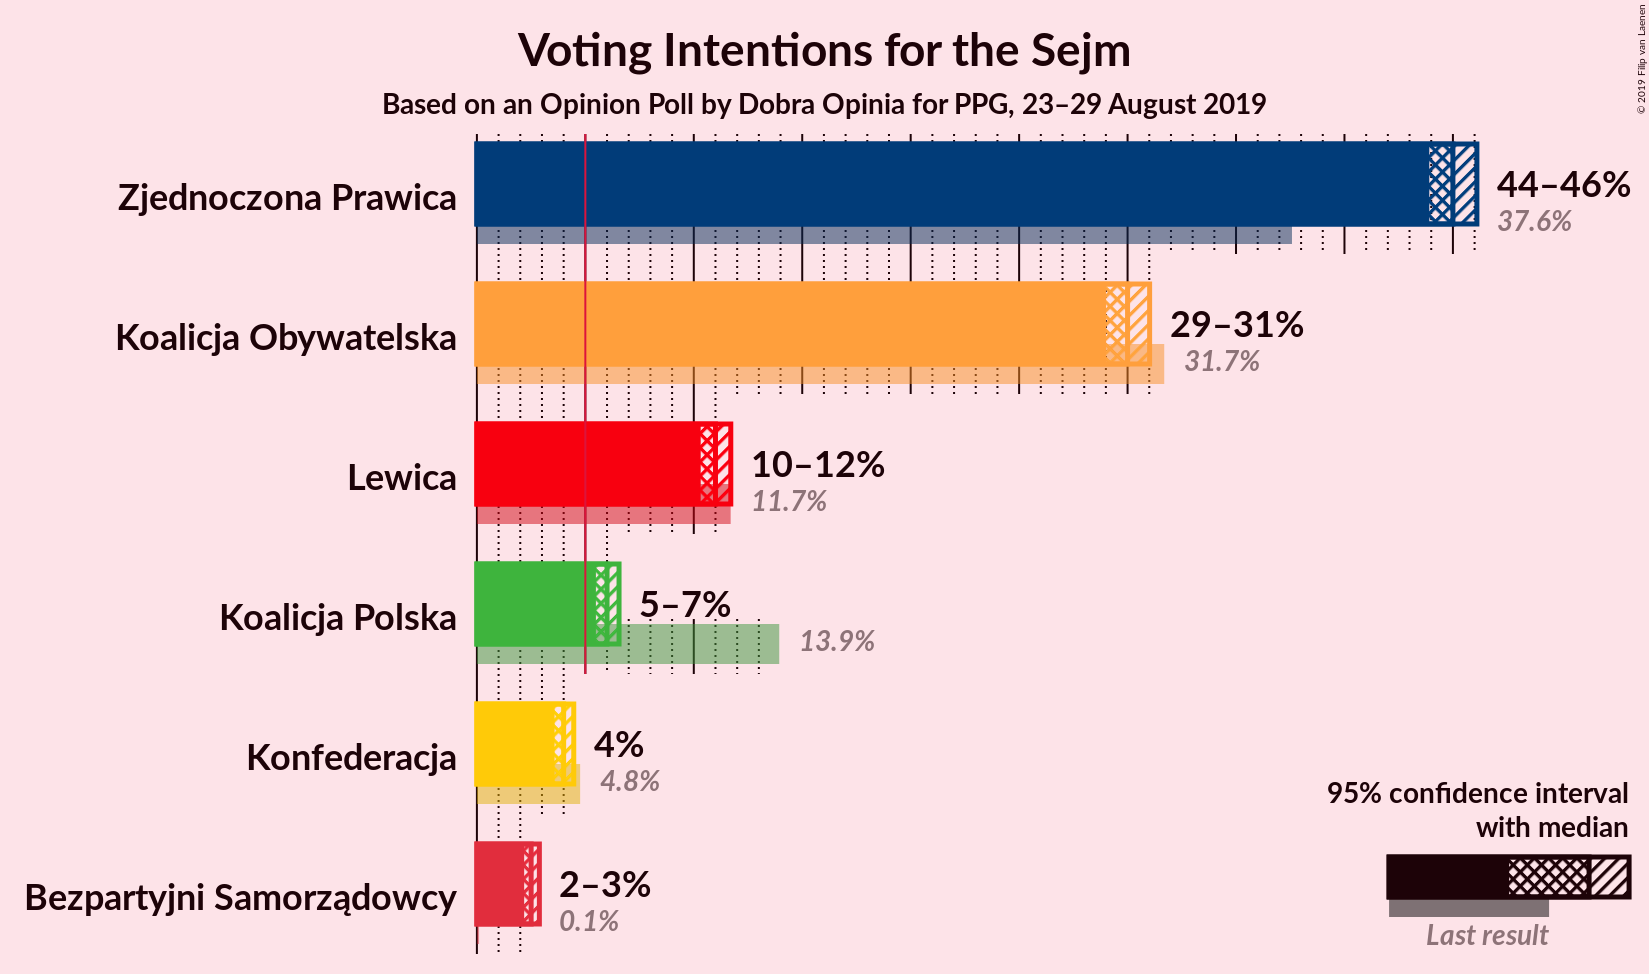 Voting Intentions for the Sejm
Based on an Opinion Poll by Dobra Opinia for PPG, 23–29 August 2019
© 2019 Filip van Laenen
Zjednoczona Prawica
44–46%
37.6%
Koalicja Obywatelska
29–31%
31.7%
Lewica
10–12%
11.7%
Koalicja Polska
5–7%
13.9%
Konfederacja
4%
4.8%
Bezpartyjni Samorządowcy
2–3%
0.1%
95% confidence interval
with median
Last result